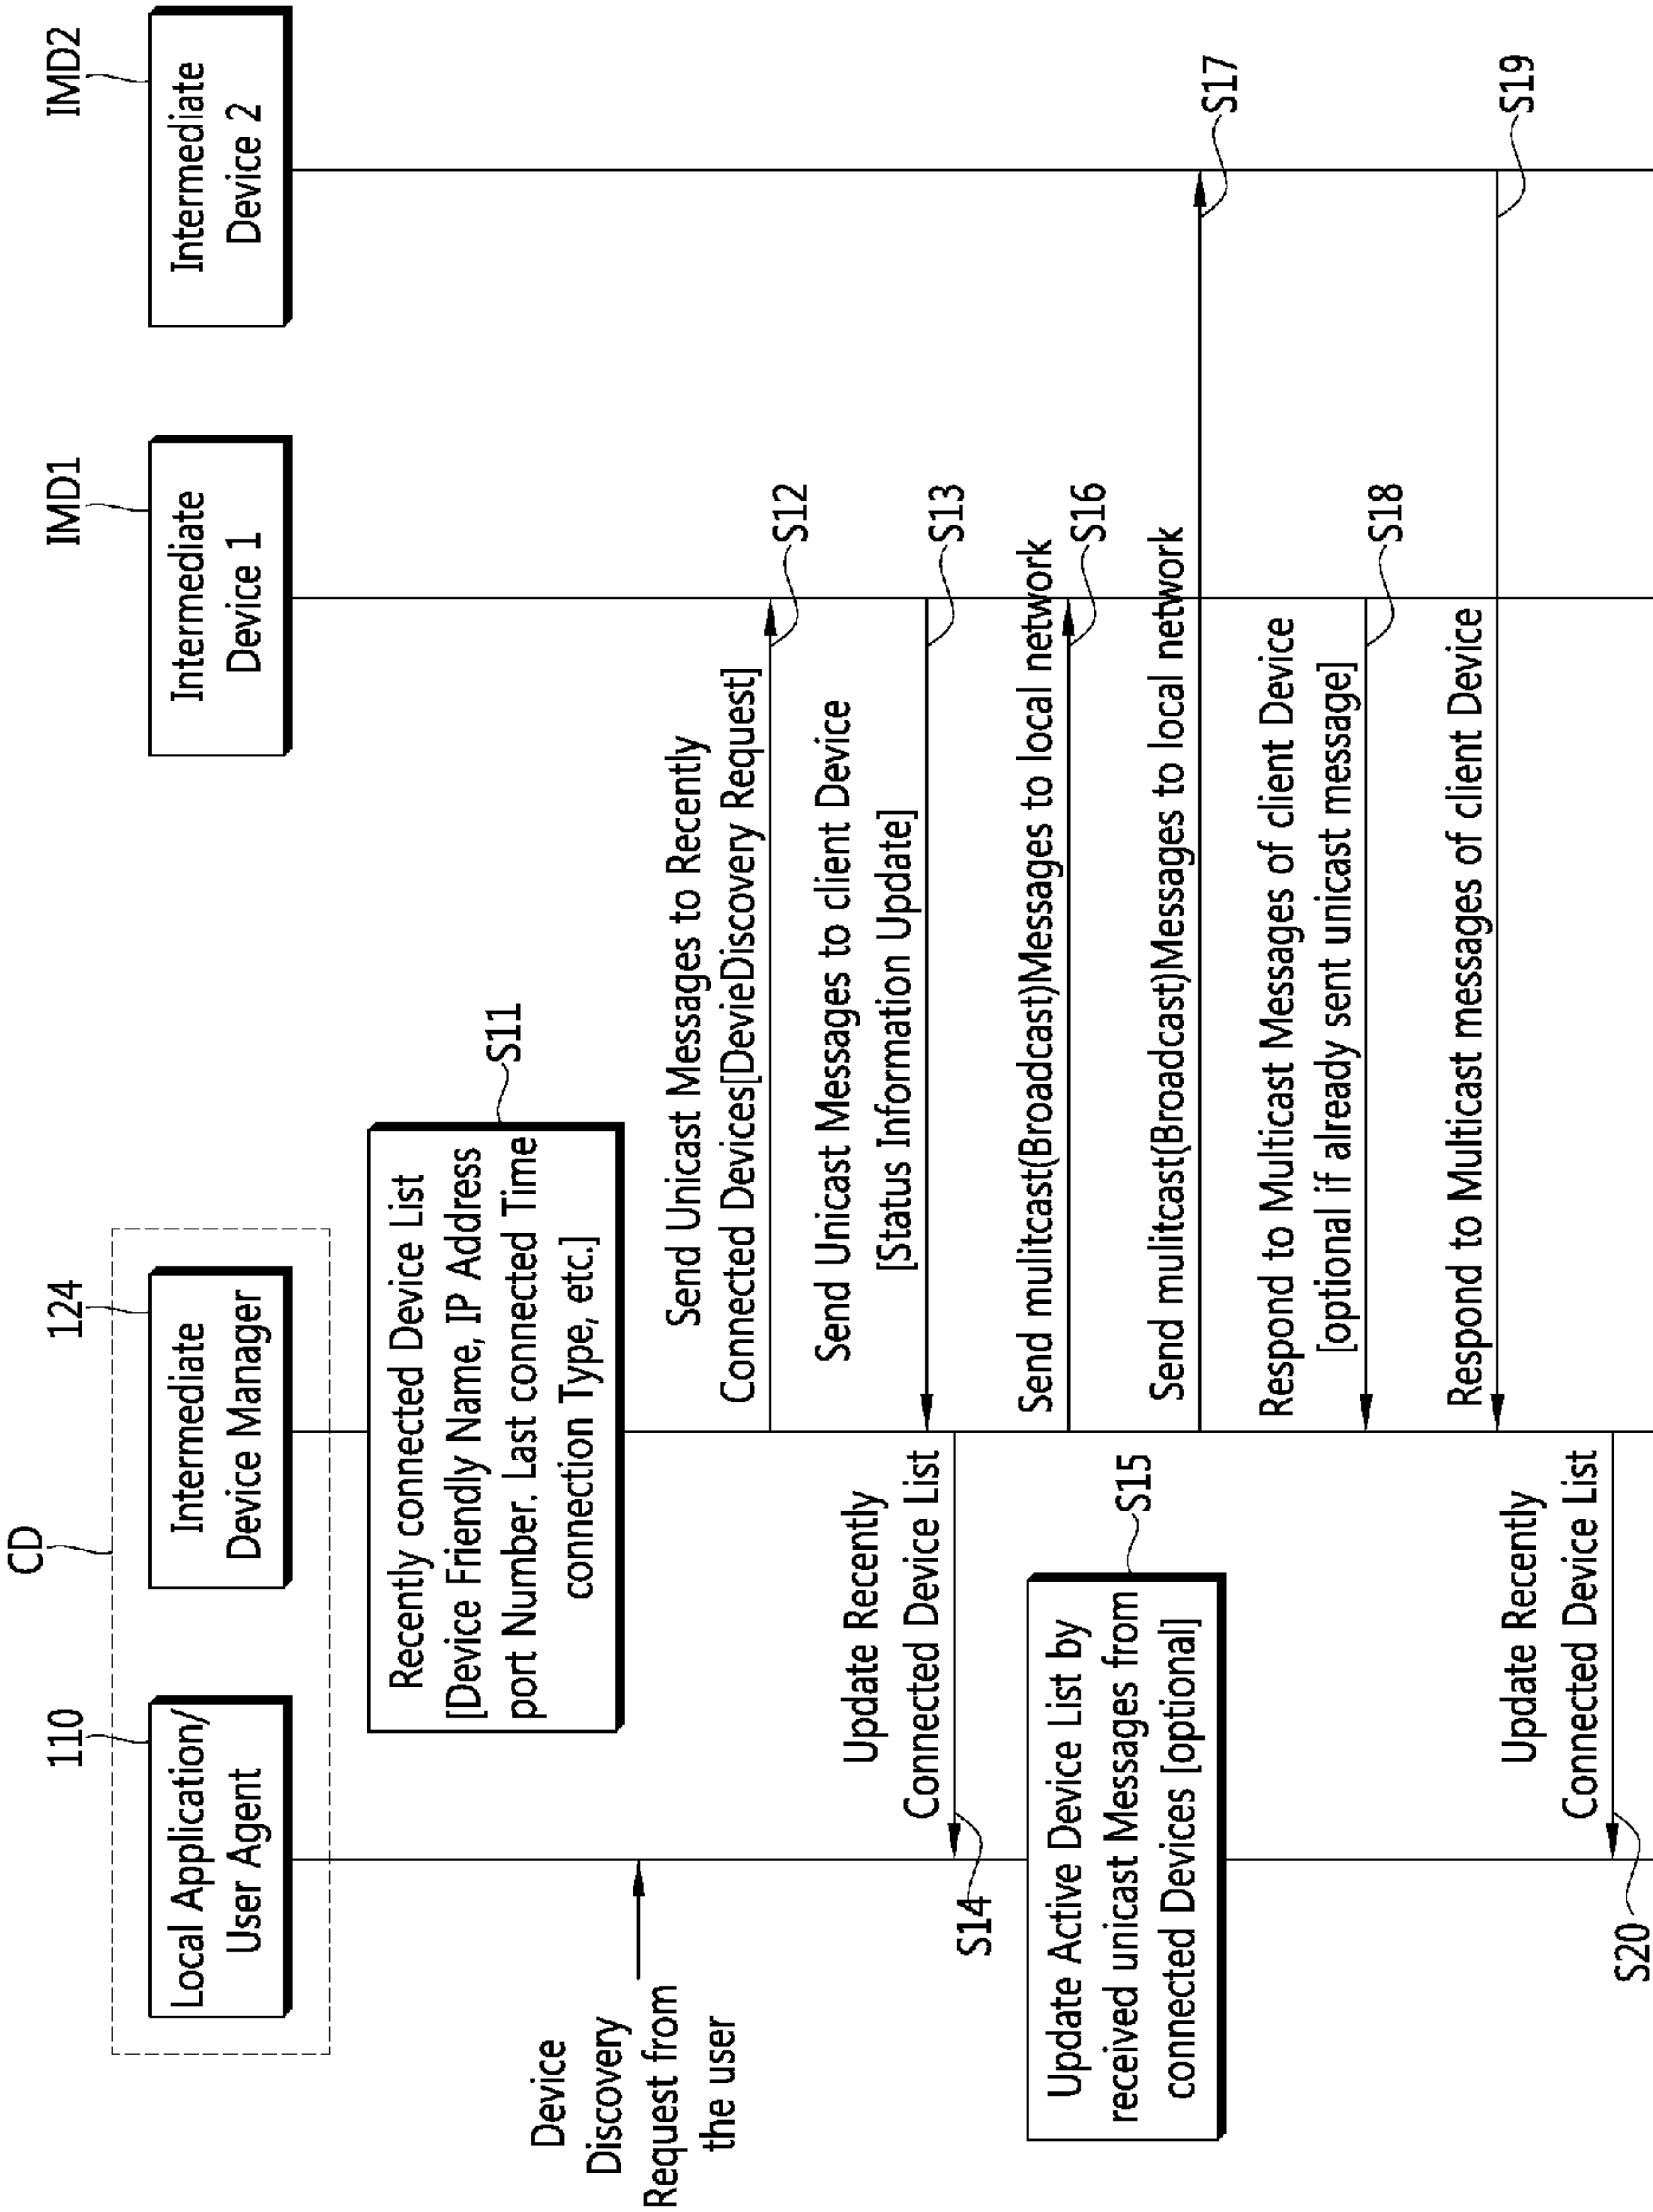 CD
110
124
IMD1
IMD2
Local Application/
User Agent
Intermediate
Device Manager
Intermediate
Device 1
Intermediate
Device 2
Recently connected Device List
[Device Friendly Name, IP Address
port Number. Last connected Time
connection Type, etc.]
S11
Device
Discovery
Request from
the user
Send Unicast Messages to Recently
Connected Devices[DevieDiscovery Request]
S12
Send Unicast Messages to client Device
[Status Information Update]
S13
Update Recently
Connected Device List
S14
Update Active Device List by
received unicast Messages from
connected Devices [optional]
S15
Send mulitcast(Broadcast)Messages to local network
S16
Send mulitcast(Broadcast)Messages to local network
S17
Respond to Multicast Messages of client Device
[optional if already sent unicast message]
S18
Respond to Multicast messages of client Device
S19
Update Recently
Connected Device List
S20